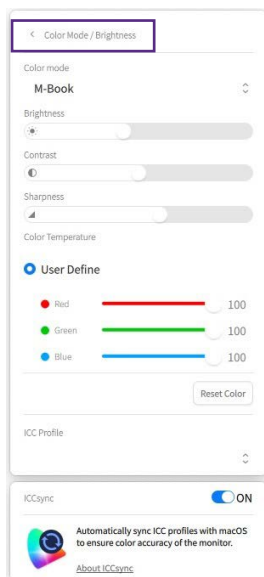 Color Mode / Brightness
Color mode
M-Book
Brightness
Contrast
Sharpness
Color Temperature
User Define
Red 100
Green 100
Blue 100
Reset Color
ICC Profile
ICCsync ON
Automatically sync ICC profiles with macOS
to ensure color accuracy of the monitor.
About ICCsync